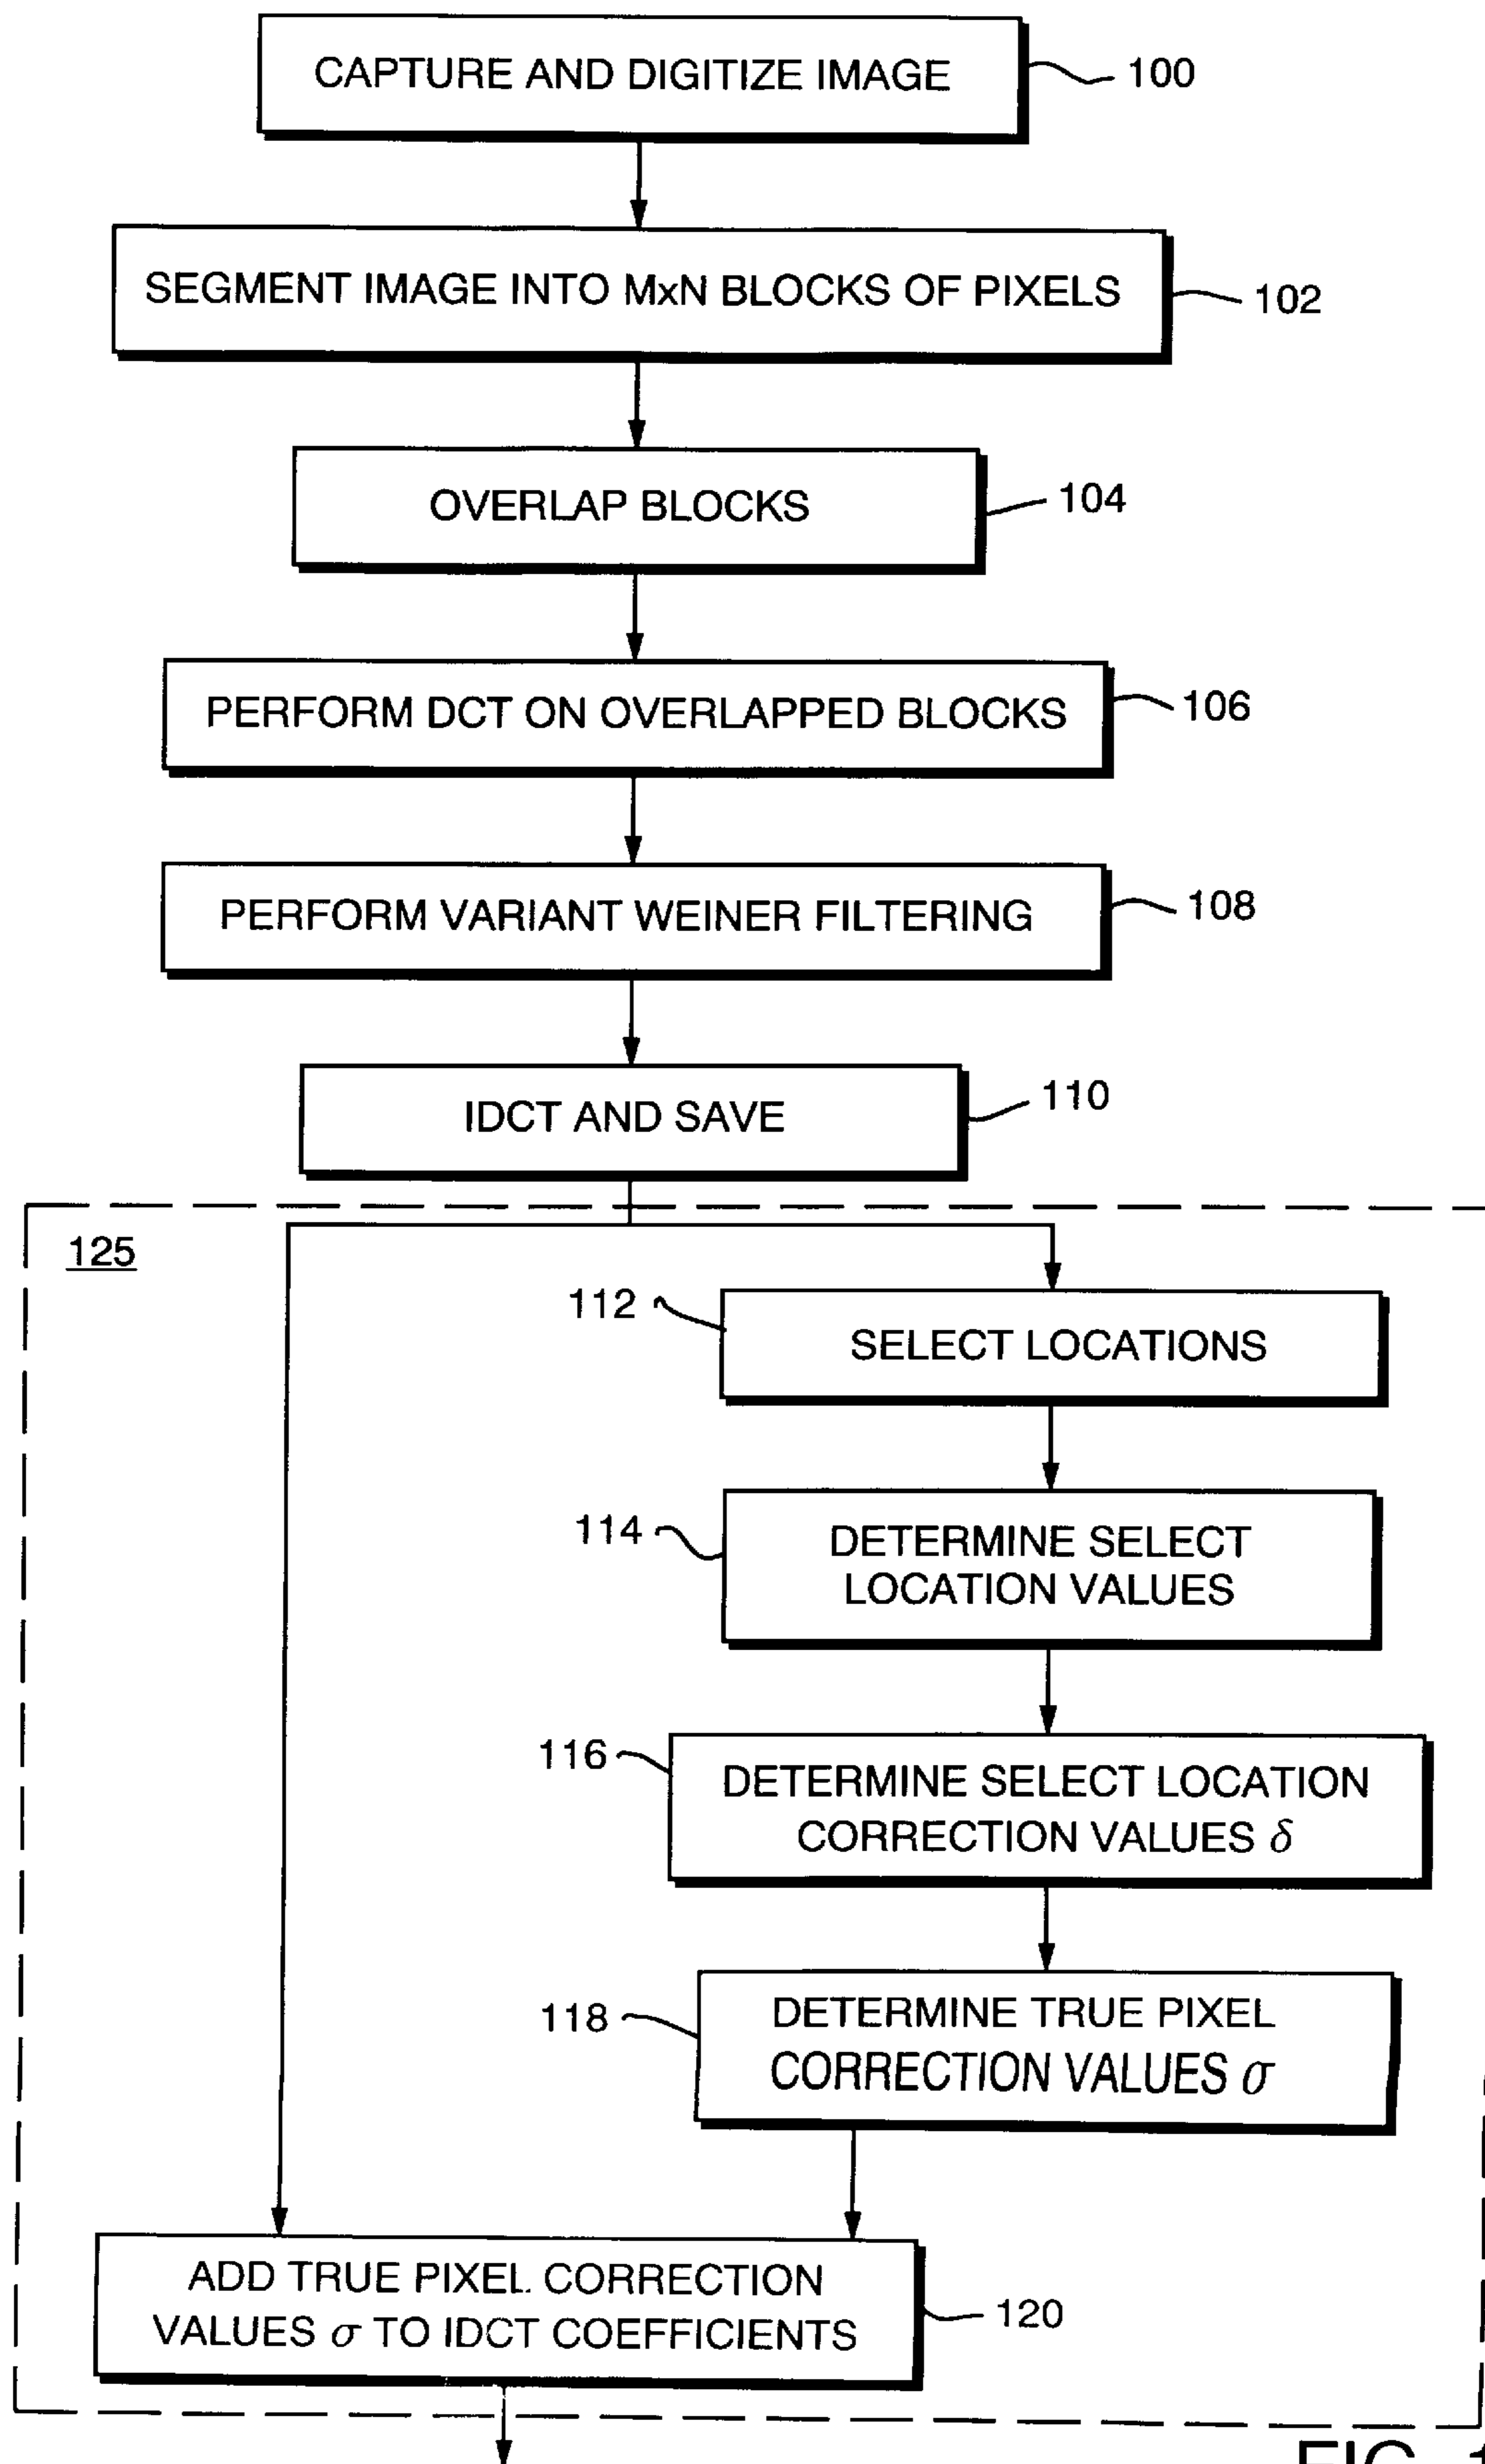 CAPTURE AND DIGITIZE IMAGE
100
SEGMENT IMAGE INTO MxN BLOCKS OF PIXELS
102
OVERLAP BLOCKS
104
PERFORM DCT ON OVERLAPPED BLOCKS
106
PERFORM VARIANT WEINER FILTERING
108
IDCT AND SAVE
110
125
112
SELECT LOCATIONS
114
DETERMINE SELECT
LOCATION VALUES
116
DETERMINE SELECT LOCATION
CORRECTION VALUES δ
118
DETERMINE TRUE PIXEL
CORRECTION VALUES σ
ADD TRUE PIXEL CORRECTION
VALUES σ TO IDCT COEFFICIENTS
120
FIG.